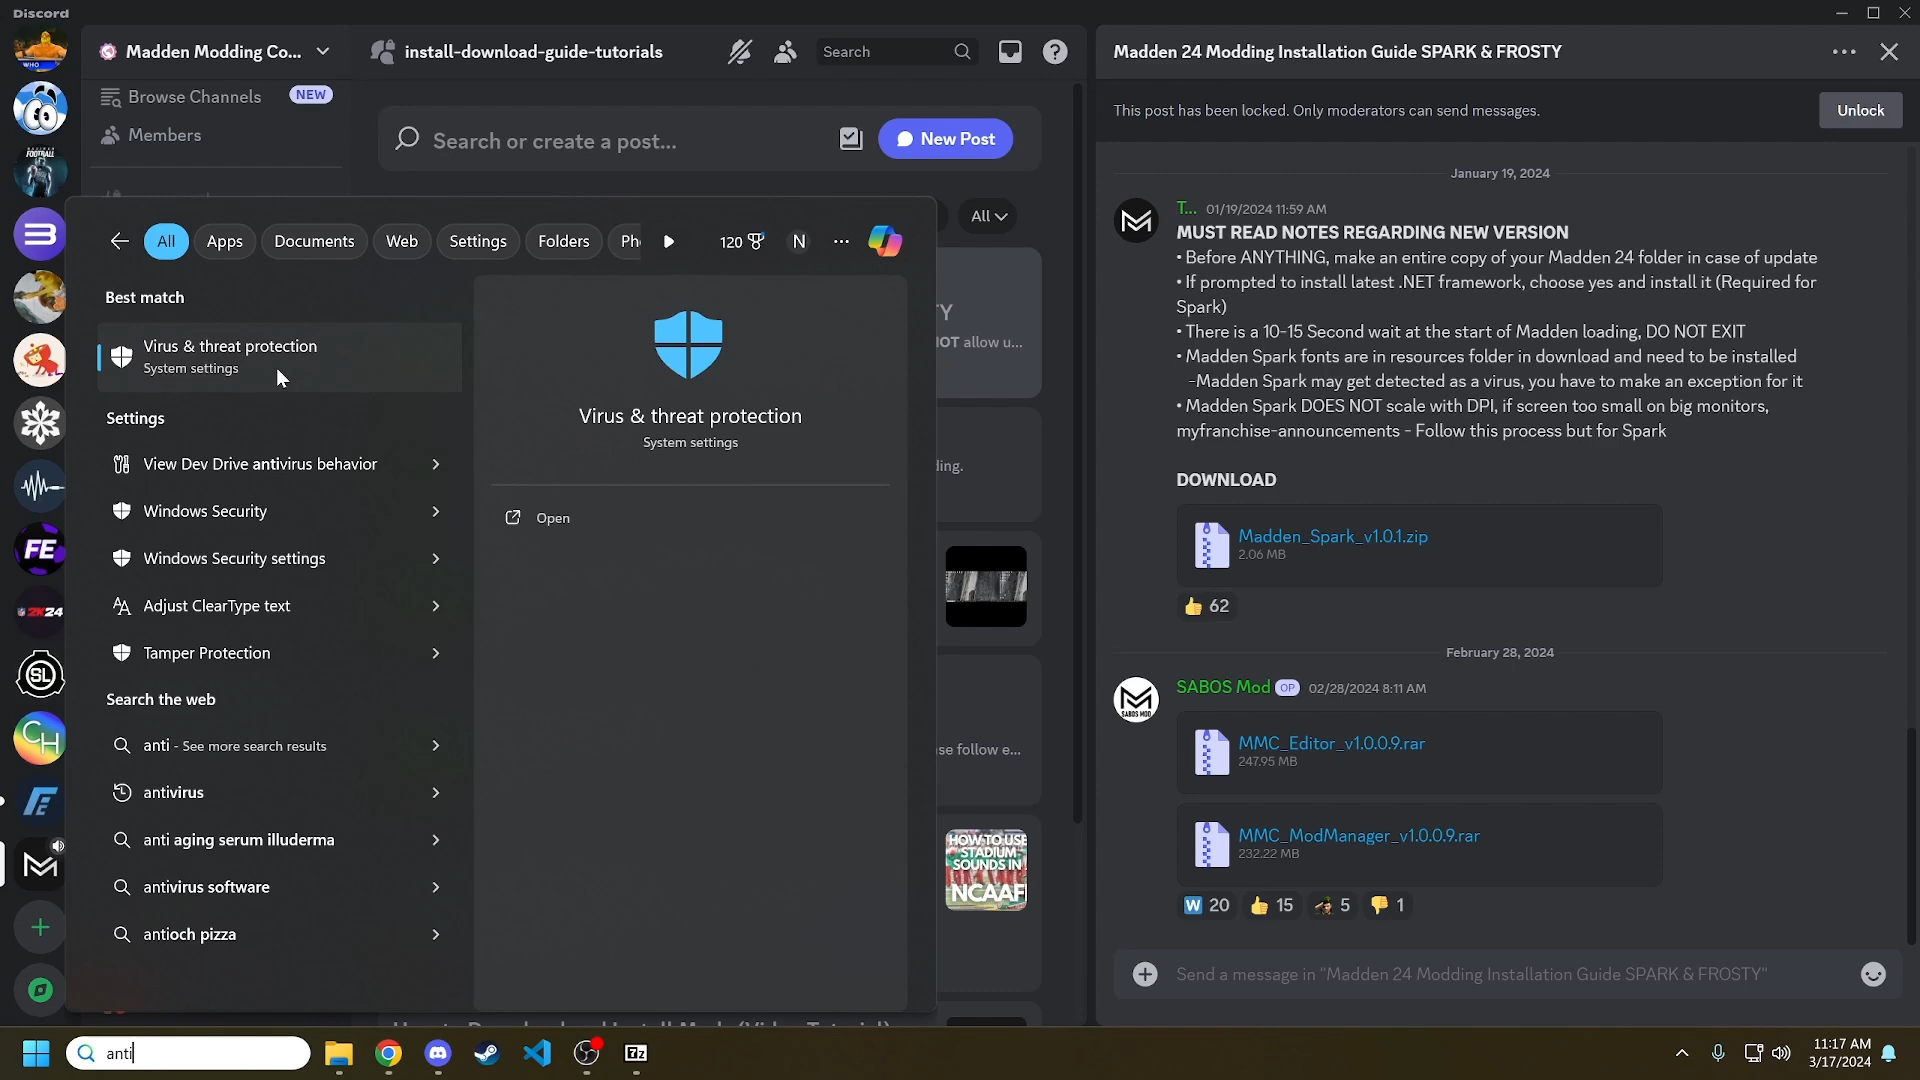 Discord
Madden Modding Co...
install-download-guide-tutorials
Search
Madden 24 Modding Installation Guide SPARK & FROSTY
Browse Channels
NEW
Members
Search or create a post...
New Post
This post has been locked. Only moderators can send messages.
Unlock
WHO
FOOTBALL
FE
2K24
SL
CH
All
Apps
Documents
Web
Settings
Folders
Ph
120
N
All
Best match
Virus & threat protection
System settings
Settings
View Dev Drive antivirus behavior
Windows Security
Windows Security settings
Adjust ClearType text
Tamper Protection
Search the web
anti - See more search results
antivirus
anti aging serum illuderma
antivirus software
antioch pizza
Virus & threat protection
System settings
Open
Y
OT allow u...
ing.
se follow e...
HOW TO USE
STADIUM
SOUNDS IN
NCAAF
January 19, 2024
T... 01/19/2024 11:59 AM
MUST READ NOTES REGARDING NEW VERSION
• Before ANYTHING, make an entire copy of your Madden 24 folder in case of update
• If prompted to install latest .NET framework, choose yes and install it (Required for
Spark)
• There is a 10-15 Second wait at the start of Madden loading, DO NOT EXIT
• Madden Spark fonts are in resources folder in download and need to be installed
-Madden Spark may get detected as a virus, you have to make an exception for it
• Madden Spark DOES NOT scale with DPI, if screen too small on big monitors,
myfranchise-announcements - Follow this process but for Spark
DOWNLOAD
Madden_Spark_v1.0.1.zip
2.06 MB
62
February 28, 2024
SABOS Mod OP 02/28/2024 8:11 AM
SABOS MOD
MMC_Editor_v1.0.0.9.rar
247.95 MB
MMC_ModManager_v1.0.0.9.rar
232.22 MB
W 20
15
5
1
Send a message in "Madden 24 Modding Installation Guide SPARK & FROSTY"
anti
7z
11:17 AM
3/17/2024